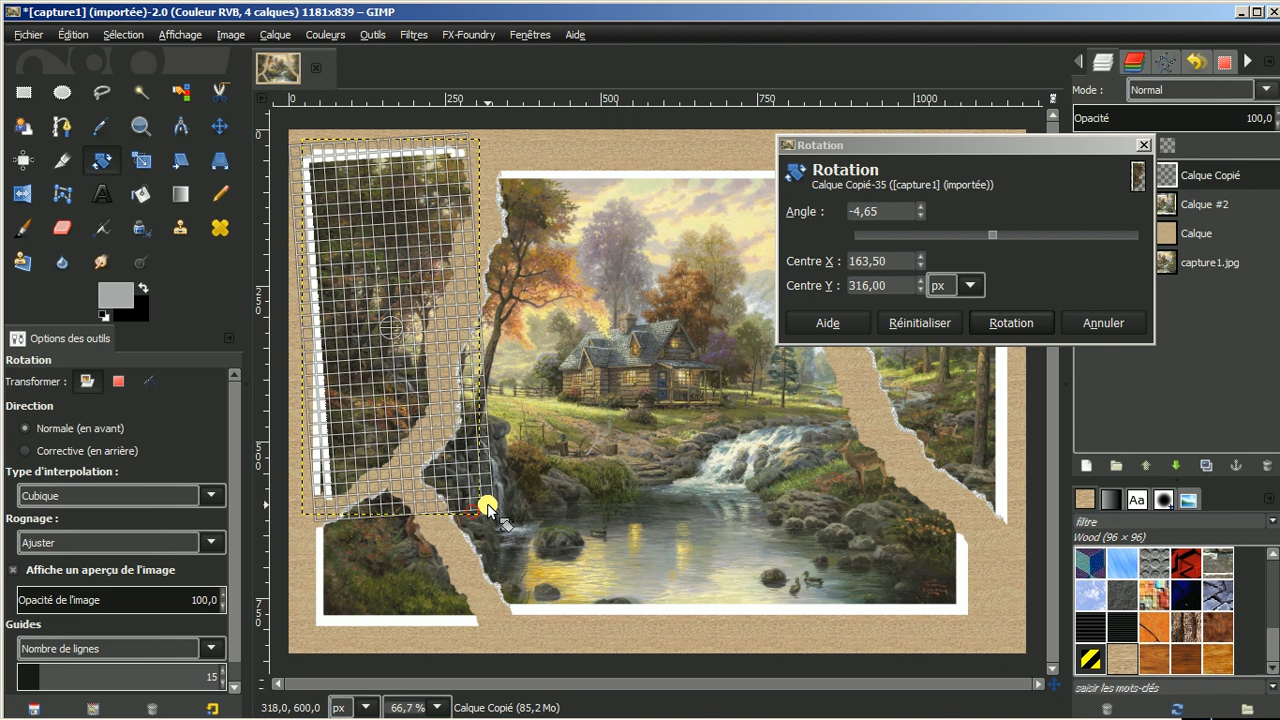 *[capture1] (importée)-2.0 (Couleur RVB, 4 calques) 1181x839 – GIMP
Fichier Édition Sélection Affichage Image Calque Couleurs Outils Filtres FX-Foundry Fenêtres Aide
Mode : Normal
Opacité 100,0
0 250 500 750 1000
0
250
500
750
Rotation
Rotation
Calque Copié-35 ([capture1] (importée))
Angle : -4,65
Centre X : 163,50
Centre Y : 316,00 px
Aide Réinitialiser Rotation Annuler
Calque Copié
Calque #2
Calque
capture1.jpg
Options des outils
Rotation
Transformer :
Direction
Normale (en avant)
Corrective (en arrière)
Type d'interpolation :
Cubique
Rognage :
Ajuster
Affiche un aperçu de l'image
Opacité de l'image 100,0
Guides
Nombre de lignes
15
Aa
filtre
Wood (96 × 96)
saisir les mots-clés
318,0, 600,0 px 66,7 % Calque Copié (85,2 Mo)